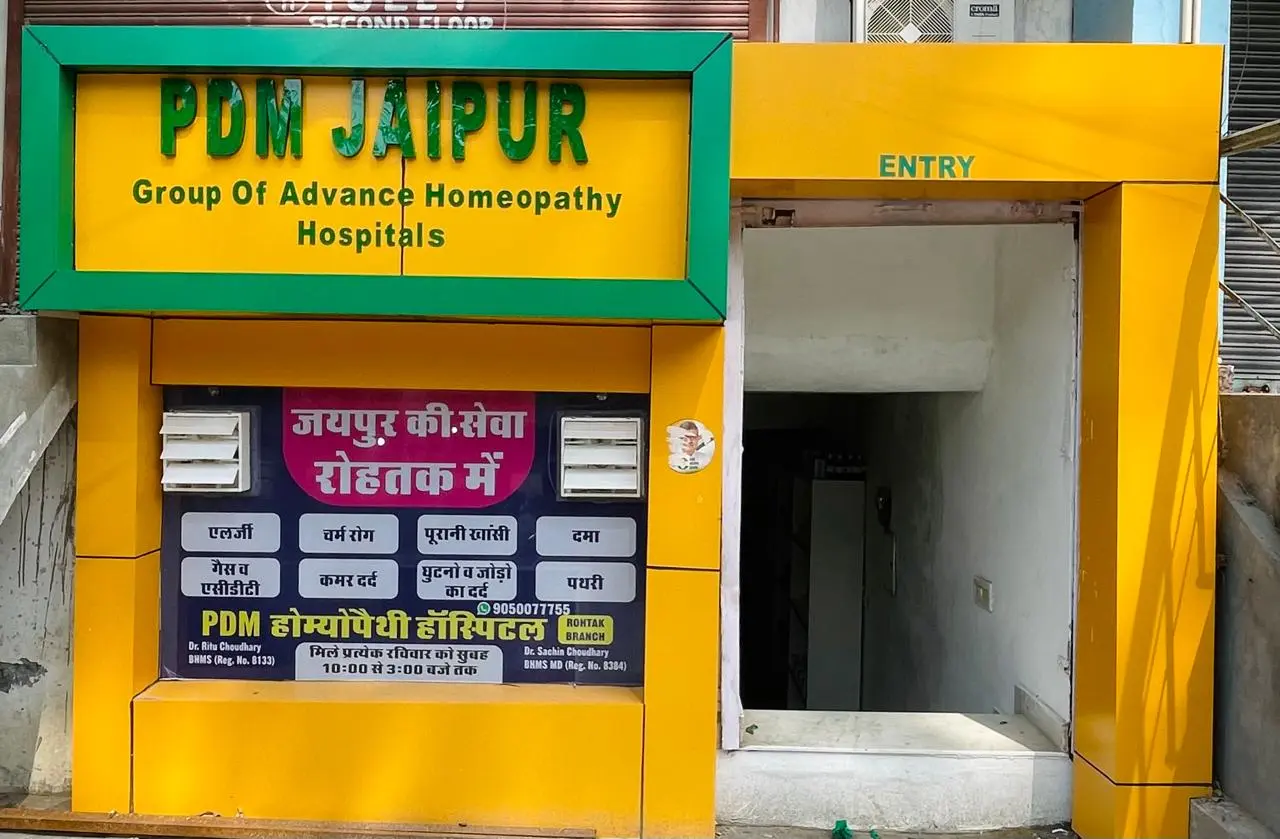 SECOND FLOOR
croma
PDM JAIPUR
Group Of Advance Homeopathy
Hospitals
ENTRY
जयपुर की सेवा
रोहतक में
एलर्जी
चर्म रोग
पूरानी खांसी
दमा
गैस व
एसीडीटी
कमर दर्द
घुटनो व जोड़ो
का दर्द
पथरी
9050077755
PDM होम्योपैथी हॉस्पिटल
ROHTAK
BRANCH
Dr. Ritu Choudhary
BHMS (Reg. No. 8133)
मिले प्रत्येक रविवार को सुबह
10:00 से 3:00 बजे तक
Dr. Sachin Choudhary
BHMS MD (Reg. No. 8384)